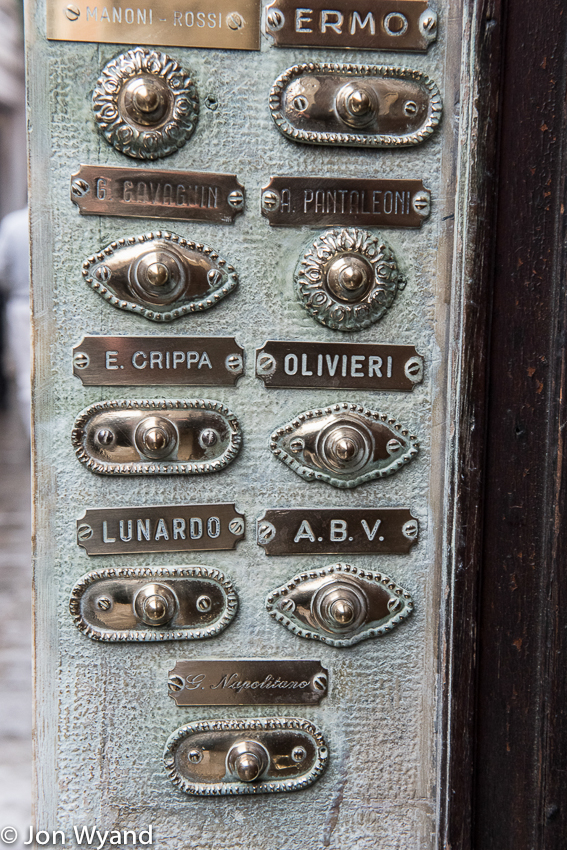 MANONI - ROSSI
ERMO
G. GAVAGNIN
A. PANTALEONI
E. CRIPPA
OLIVIERI
LUNARDO
A.B.V.
G. Napolitano
© Jon Wyand